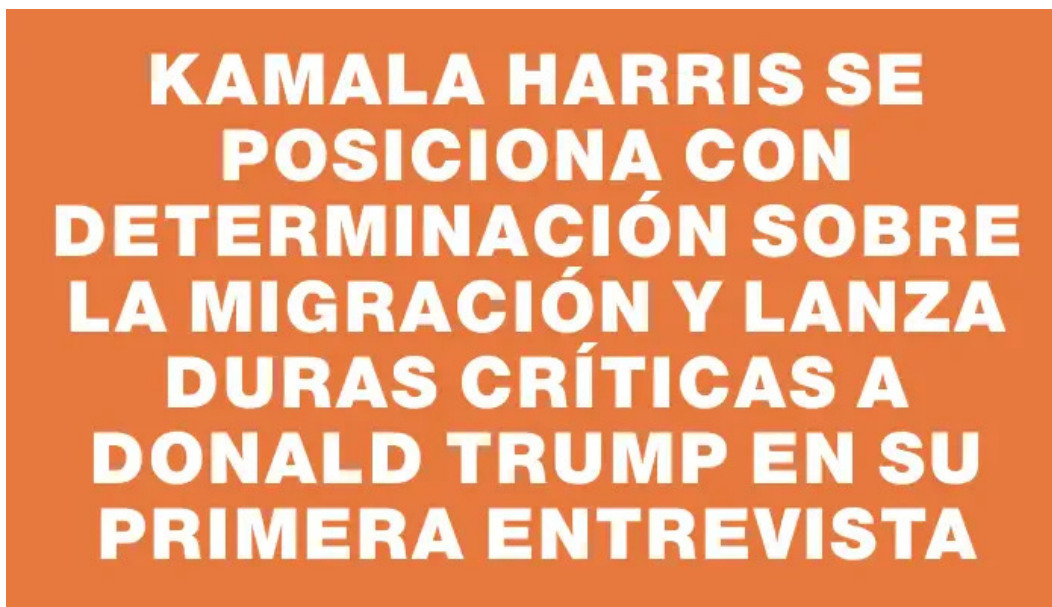 KAMALA HARRIS SE
POSICIONA CON
DETERMINACIÓN SOBRE
LA MIGRACIÓN Y LANZA
DURAS CRÍTICAS A
DONALD TRUMP EN SU
PRIMERA ENTREVISTA